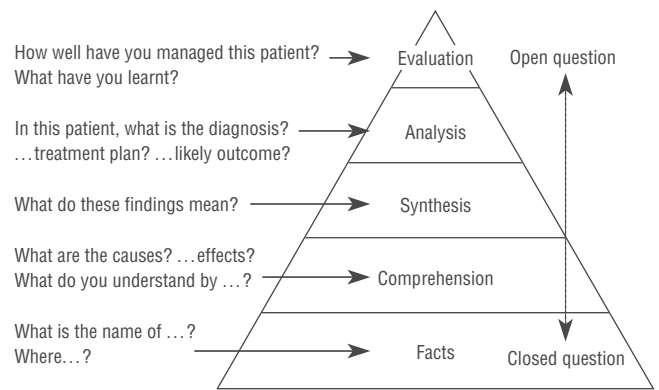 How well have you managed this patient?
What have you learnt?
Evaluation
Open question
In this patient, what is the diagnosis?
...treatment plan? ...likely outcome?
Analysis
What do these findings mean?
Synthesis
What are the causes? ...effects?
What do you understand by ...?
Comprehension
What is the name of ...?
Where...?
Facts
Closed question